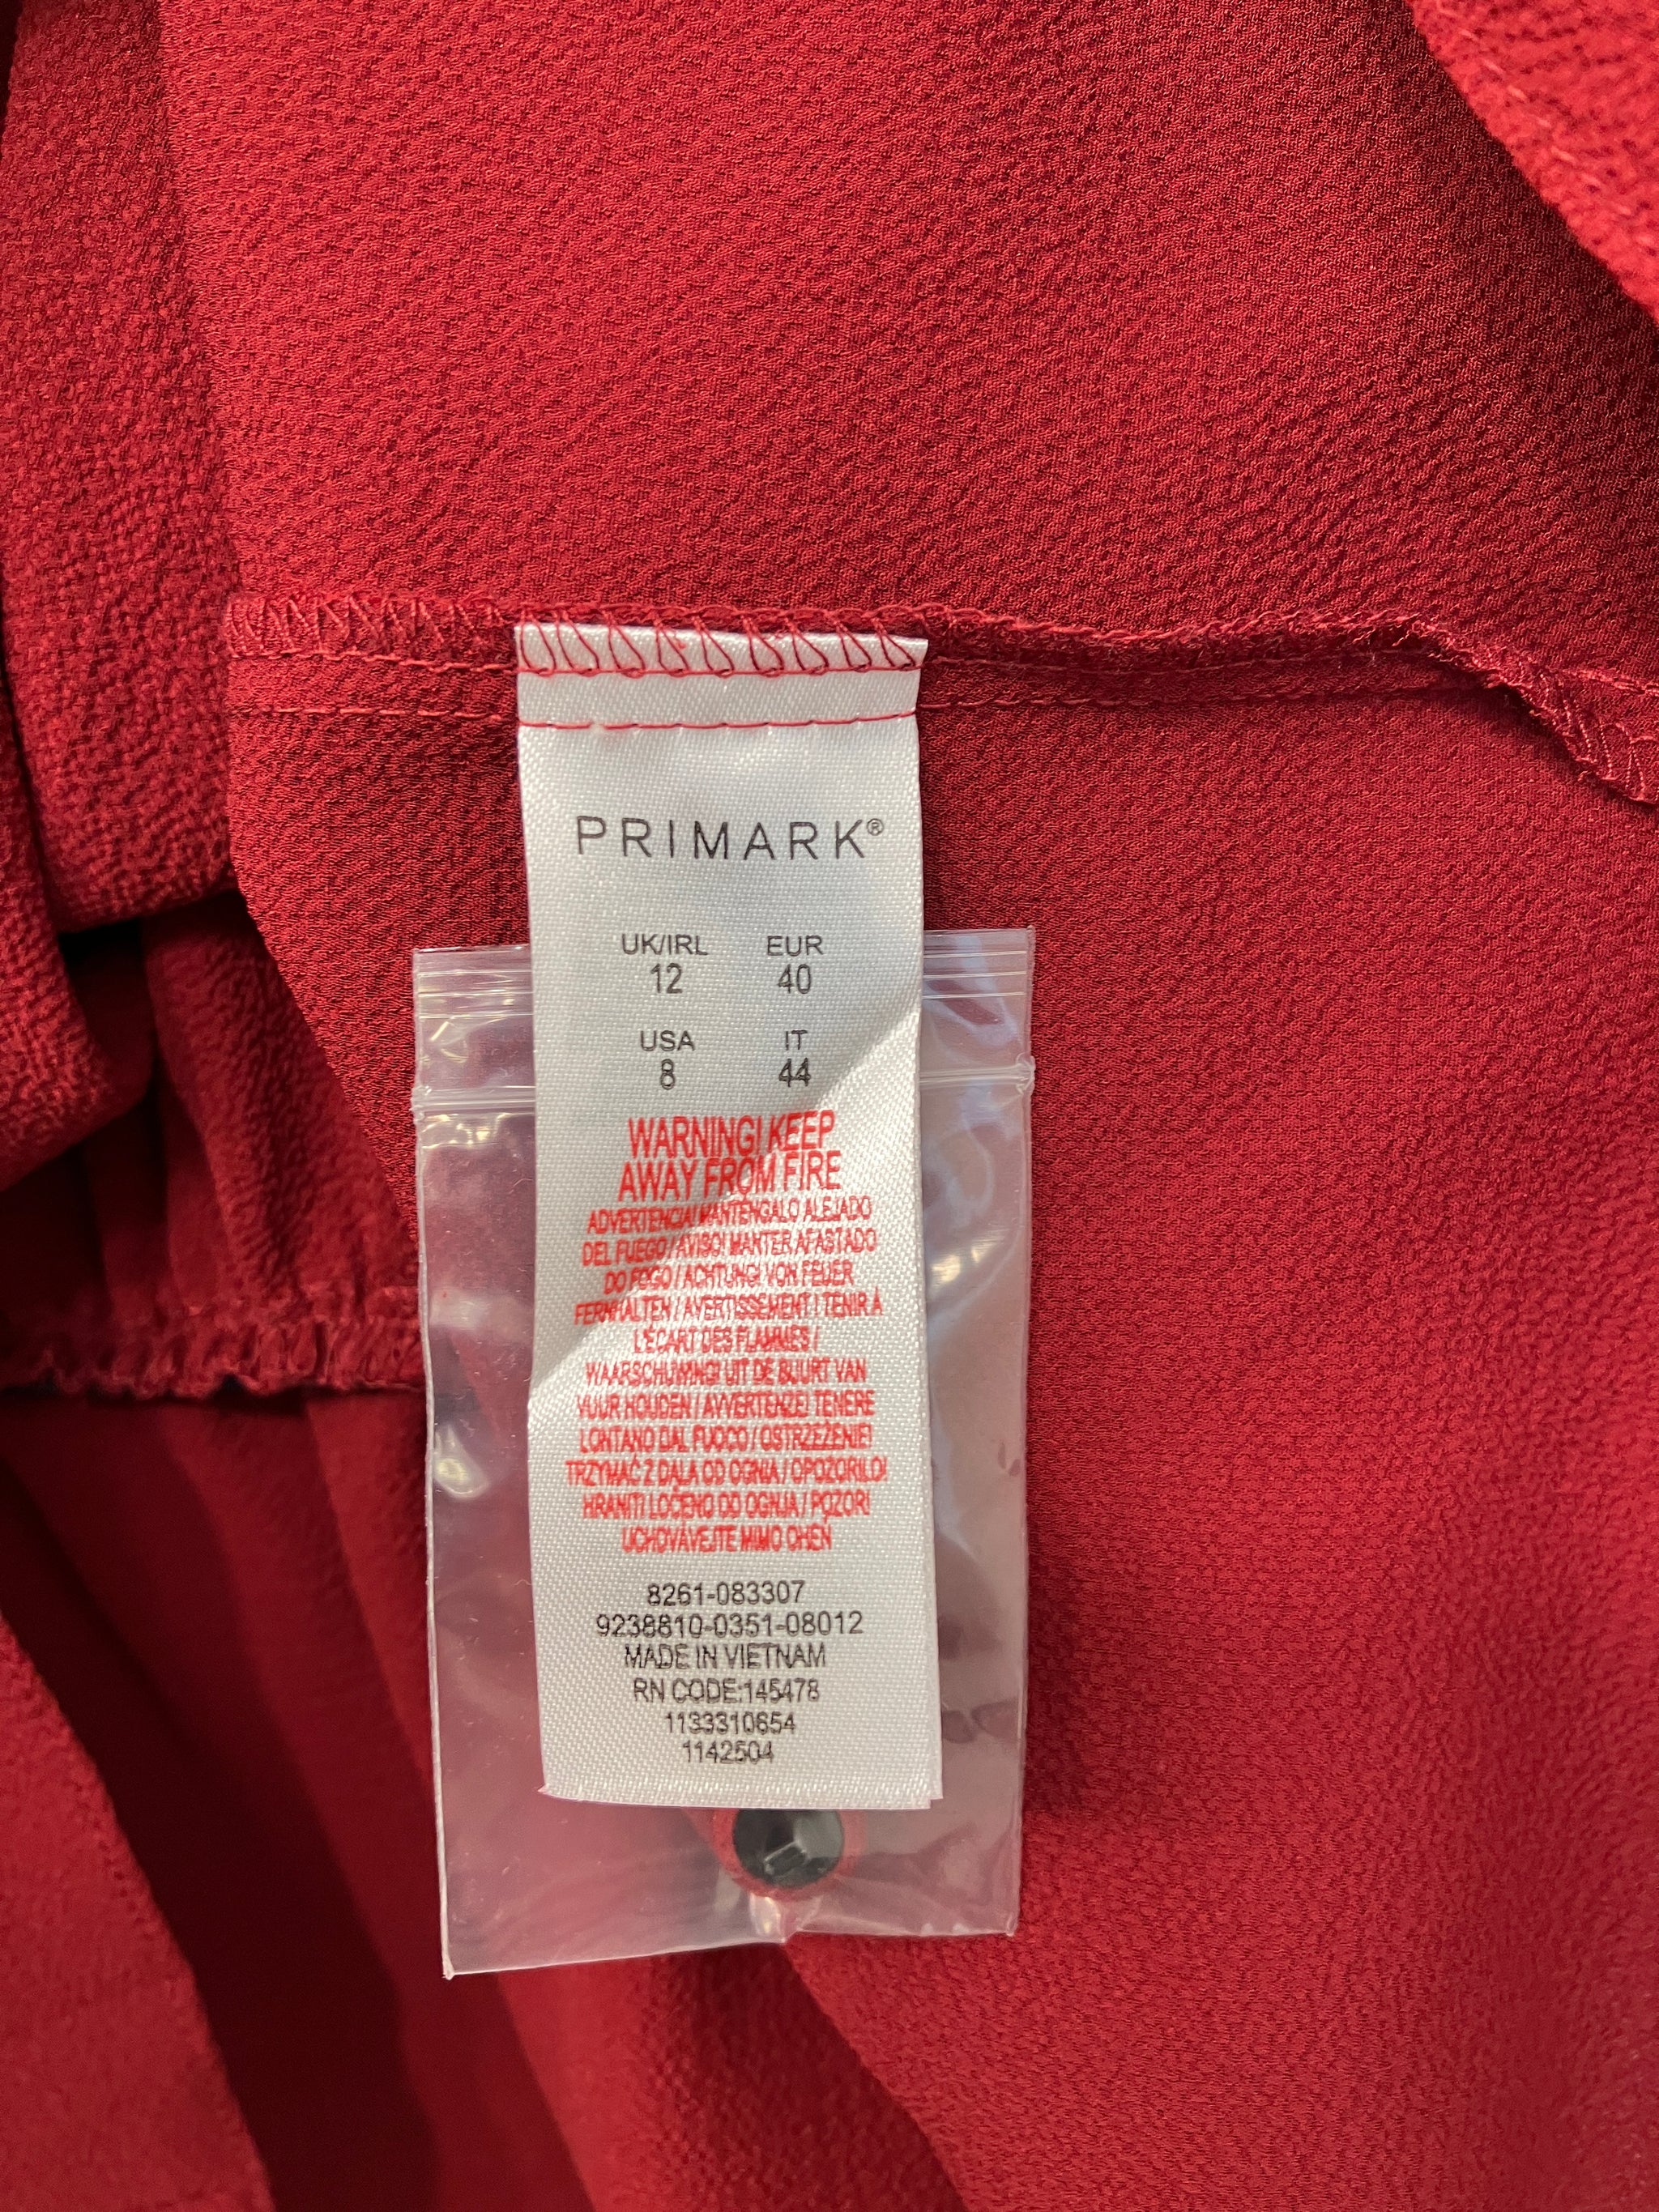 PRIMARK®
UK/IRL EUR
12 40
USA IT
8 44
WARNING! KEEP
AWAY FROM FIRE
ADVERTENCIA! MANTÉNGALO ALEJADO
DEL FUEGO / AVISO! MANTER AFASTADO
DO FOGO / ACHTUNG! VON FEUER
FERNHALTEN / AVERTISSEMENT ! TENIR À
L'ÉCART DES FLAMMES /
WAARSCHUWING! UIT DE BUURT VAN
VUUR HOUDEN / AVVERTENZE! TENERE
LONTANO DAL FUOCO / OSTRZEŻENIE!
TRZYMAĆ Z DALA OD OGNIA / OPOZORILO!
HRANITI LOČENO OD OGNJA / POZOR!
UCHOVÁVEJTE MIMO OHEŇ
8261-083307
9238810-0351-08012
MADE IN VIETNAM
RN CODE:145478
1133310654
1142504